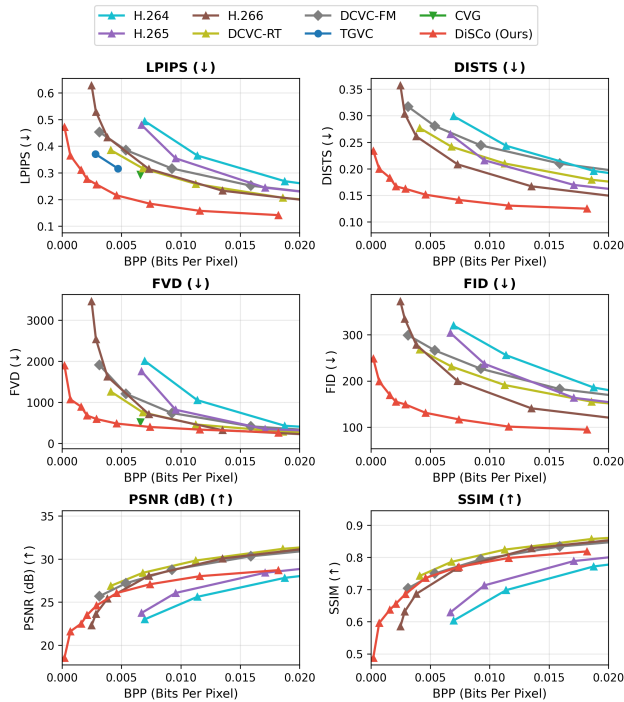 H.264 H.266 DCVC-FM CVG
H.265 DCVC-RT TGVC DiSCo (Ours)
LPIPS (↓) DISTS (↓)
LPIPS (↓)
0.6
0.5
0.4
0.3
0.2
0.1
0.000 0.005 0.010 0.015 0.020
BPP (Bits Per Pixel)
DISTS (↓)
0.35
0.30
0.25
0.20
0.15
0.10
0.000 0.005 0.010 0.015 0.020
BPP (Bits Per Pixel)
FVD (↓) FID (↓)
FVD (↓)
3000
2000
1000
0
0.000 0.005 0.010 0.015 0.020
BPP (Bits Per Pixel)
FID (↓)
300
200
100
0.000 0.005 0.010 0.015 0.020
BPP (Bits Per Pixel)
PSNR (dB) (↑) SSIM (↑)
PSNR (dB) (↑)
35
30
25
20
0.000 0.005 0.010 0.015 0.020
BPP (Bits Per Pixel)
SSIM (↑)
0.9
0.8
0.7
0.6
0.5
0.000 0.005 0.010 0.015 0.020
BPP (Bits Per Pixel)